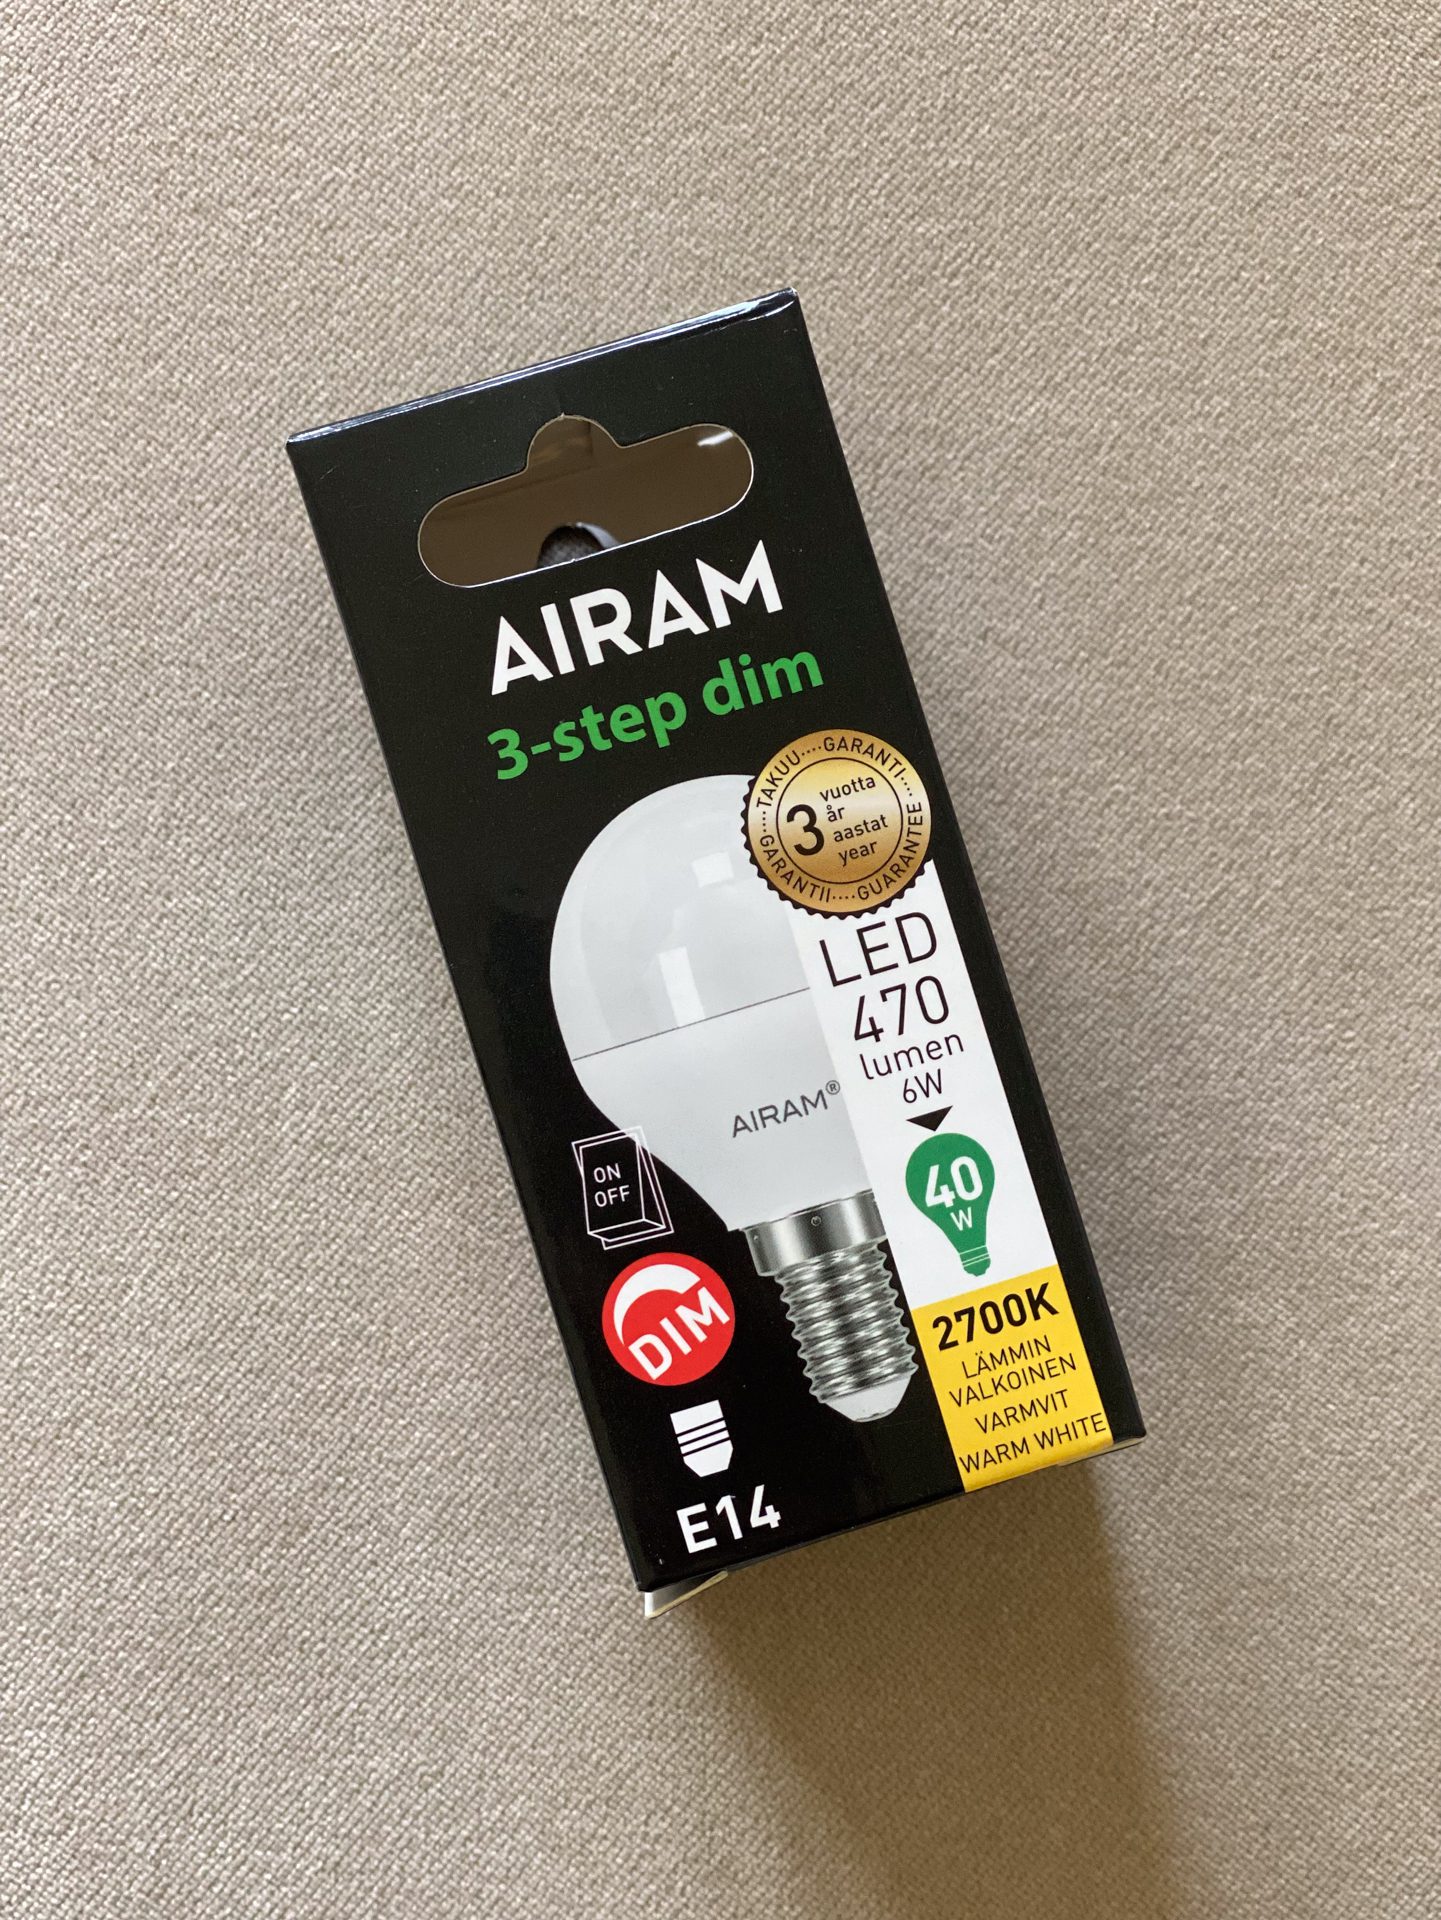 AIRAM
3-step dim
TAKUU····GARANTI····
3 vuotta
år
aastat
year
GARANTII····GUARANTEE
LED
470
lumen
6W
AIRAM®
ON
OFF
40
W
DIM
2700K
LÄMMIN
VALKOINEN
VARMVIT
WARM WHITE
E14